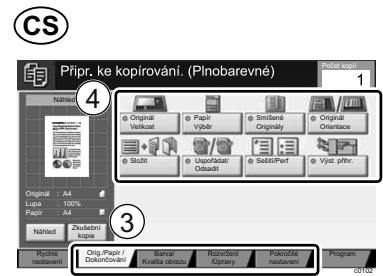 CS
Připr. ke kopírování. (Plnobarevné)
Počet kopií
1
Náhled
4
Originál Velikost
Papír Výběr
Smíšené Originály
Originál Orientace
Složit
Uspořádat/ Odsadit
Sešití/Perf
Výst. přihr.
Originál : A4
Lupa : 100%
Papír : A4
Náhled
Zkušební kopie
3
Rychlé nastavení
Orig./Papír / Dokončování
Barva/ Kvalita obrazu
Rozvržení /Úpravy
Pokročilé nastavení
Program
c0102